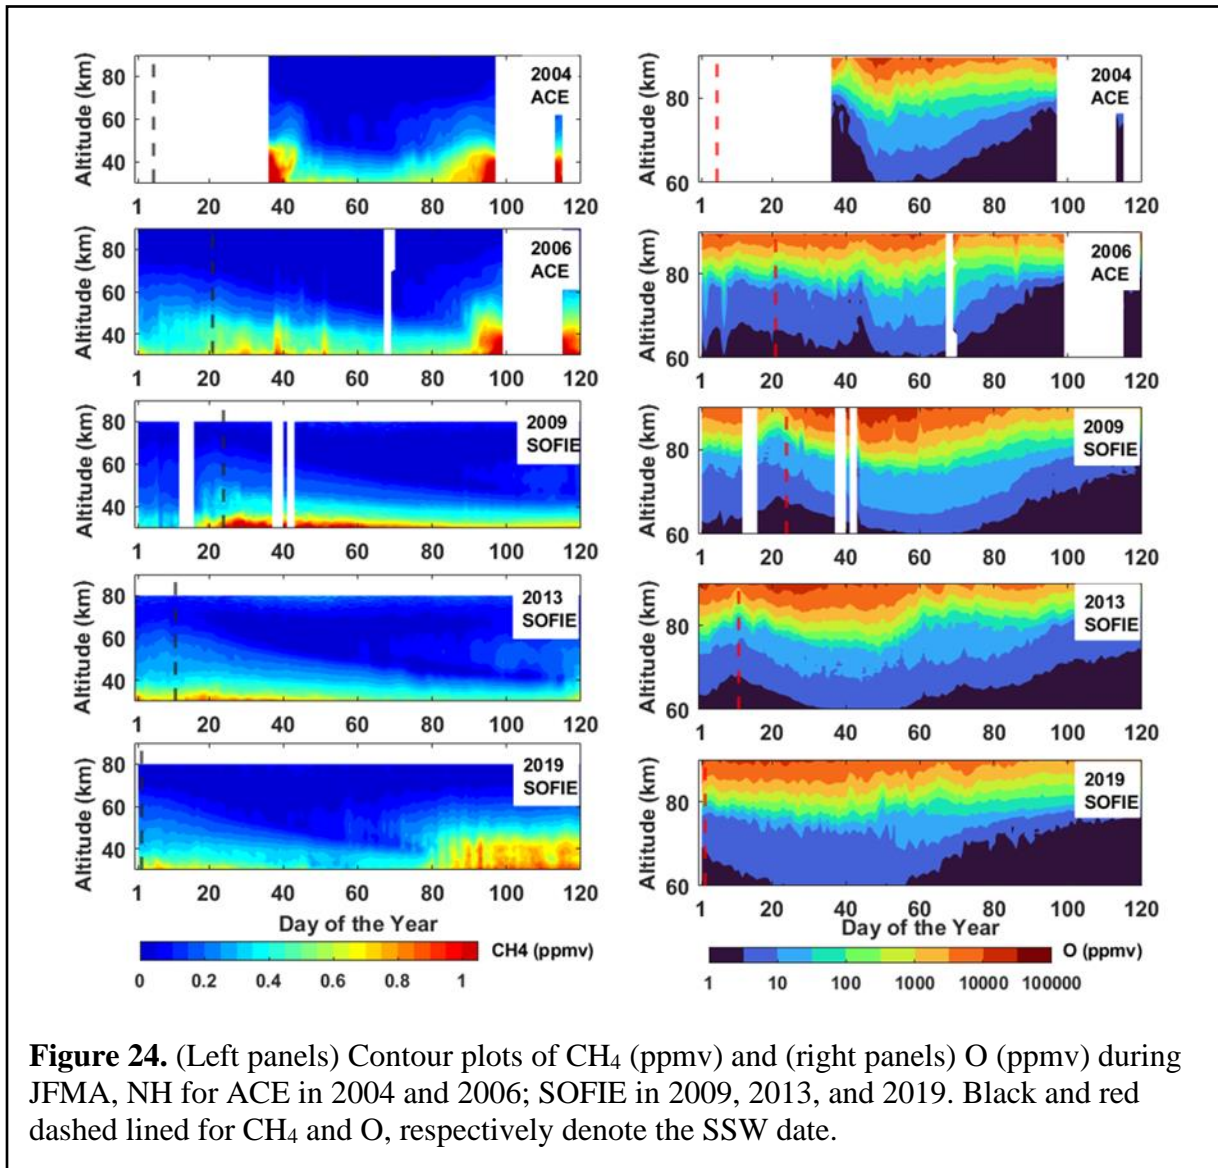 Altitude (km)
80
60
40
2004
ACE
1 20 40 60 80 100 120
Altitude (km)
80
60
2004
ACE
1 20 40 60 80 100 120
Altitude (km)
80
60
40
2006
ACE
1 20 40 60 80 100 120
Altitude (km)
80
60
2006
ACE
1 20 40 60 80 100 120
Altitude (km)
80
60
40
2009
SOFIE
1 20 40 60 80 100 120
Altitude (km)
80
60
2009
SOFIE
1 20 40 60 80 100 120
Altitude (km)
80
60
40
2013
SOFIE
1 20 40 60 80 100 120
Altitude (km)
80
60
2013
SOFIE
1 20 40 60 80 100 120
Altitude (km)
80
60
40
2019
SOFIE
1 20 40 60 80 100 120
Day of the Year
Altitude (km)
80
60
2019
SOFIE
1 20 40 60 80 100 120
Day of the Year
CH4 (ppmv)
0 0.2 0.4 0.6 0.8 1
O (ppmv)
1 10 100 1000 10000 100000
Figure 24. (Left panels) Contour plots of CH₄ (ppmv) and (right panels) O (ppmv) during
JFMA, NH for ACE in 2004 and 2006; SOFIE in 2009, 2013, and 2019. Black and red
dashed lined for CH₄ and O, respectively denote the SSW date.